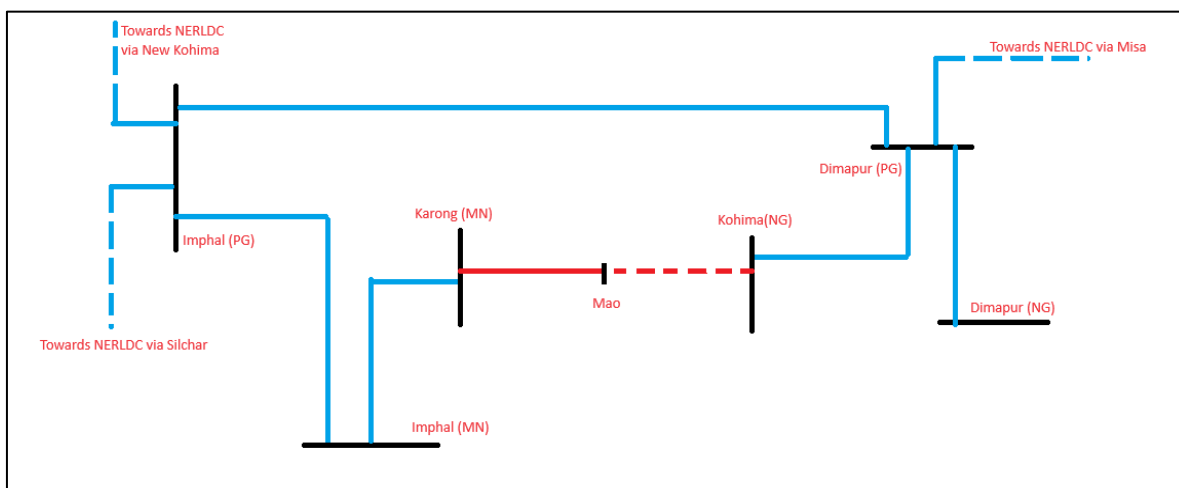 Towards NERLDC
via New Kohima
Towards NERLDC via Misa
Dimapur (PG)
Karong (MN)
Kohima(NG)
Imphal (PG)
Mao
Dimapur (NG)
Towards NERLDC via Silchar
Imphal (MN)